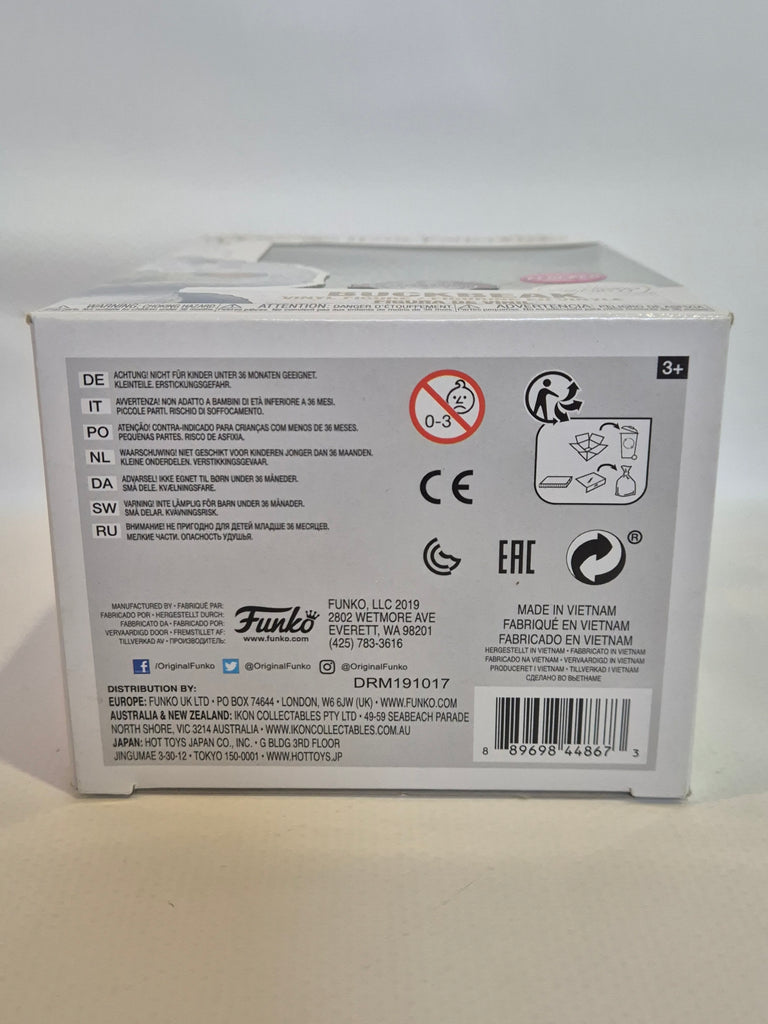 BUCKBEAK
WARNING: CHOKING HAZARD
ATTENTION: DANGER D'ÉTOUFFEMENT
ADVERTENCIA: PELIGRO DE ASFIXIA
3+
DE ACHTUNG! NICHT FÜR KINDER UNTER 36 MONATEN GEEIGNET.
KLEINTEILE. ERSTICKUNGSGEFAHR.
IT AVVERTENZA! NON ADATTO A BAMBINI DI ETÀ INFERIORE A 36 MESI.
PICCOLE PARTI. RISCHIO DI SOFFOCAMENTO.
PO ATENÇÃO! CONTRA-INDICADO PARA CRIANÇAS COM MENOS DE 36 MESES.
PEQUENAS PARTES. RISCO DE ASFIXIA.
NL WAARSCHUWING! NIET GESCHIKT VOOR KINDEREN JONGER DAN 36 MAANDEN.
KLEINE ONDERDELEN. VERSTIKKINGSGEVAAR.
DA ADVARSEL! IKKE EGNET TIL BØRN UNDER 36 MÅNEDER.
SMÅ DELE. KVÆLNINGSFARE.
SW VARNING! INTE LÄMPLIG FÖR BARN UNDER 36 MÅNADER.
SMÅ DELAR. KVÄVNINGSRISK.
RU ВНИМАНИЕ! НЕ ПРИГОДНО ДЛЯ ДЕТЕЙ МЛАДШЕ 36 МЕСЯЦЕВ.
МЕЛКИЕ ЧАСТИ. ОПАСНОСТЬ УДУШЬЯ.
0-3
CE
EAC
®
MANUFACTURED BY • FABRIQUÉ PAR:
FABRICADO POR • HERGESTELLT DURCH:
FABBRICATO DA • FABRICADO POR:
VERVAARDIGD DOOR • FREMSTILLET AF:
TILLVERKAD AV • ПРОИЗВОДИТЕЛЬ:
Funko
www.funko.com
FUNKO, LLC 2019
2802 WETMORE AVE
EVERETT, WA 98201
(425) 783-3616
MADE IN VIETNAM
FABRIQUÉ EN VIETNAM
FABRICADO EN VIETNAM
HERGESTELLT IN VIETNAM • FABBRICATO IN VIETNAM
FABRICADO NA VIETNAM • VERVAARDIGD IN VIETNAM
PRODUCERET I VIETNAM • TILLVERKAD I VIETNAM
СДЕЛАНО ВО ВЬЕТНАМЕ
/OriginalFunko @OriginalFunko @OriginalFunko
DRM191017
DISTRIBUTION BY:
EUROPE: FUNKO UK LTD • PO BOX 74644 • LONDON, W6 6JW (UK) • WWW.FUNKO.COM
AUSTRALIA & NEW ZEALAND: IKON COLLECTABLES PTY LTD • 49-59 SEABEACH PARADE
NORTH SHORE, VIC 3214 AUSTRALIA • WWW.IKONCOLLECTABLES.COM.AU
JAPAN: HOT TOYS JAPAN CO., INC. • G BLDG 3RD FLOOR
JINGUMAE 3-30-12 • TOKYO 150-0001 • WWW.HOTTOYS.JP
8 89698 44867 3